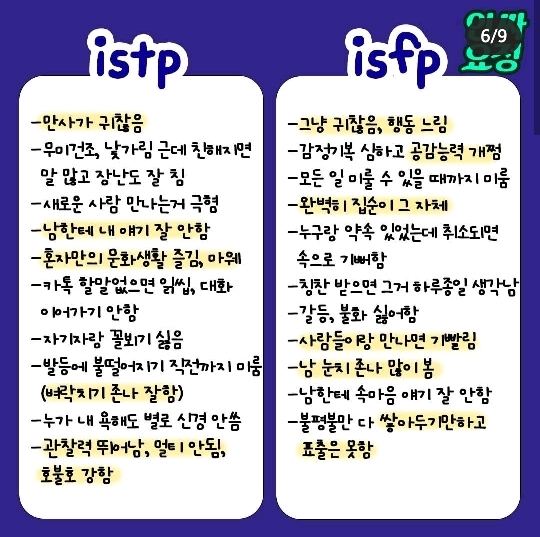 istp
-만사가 귀찮음
-무미건조, 낯가림 근데 친해지면
말 많고 장난도 잘 침
-새로운 사람 만나는거 극혐
-남한테 내 얘기 잘 안함
-혼자만의 문화생활 즐김, 마웨
-카톡 할말없으면 읽씹, 대화
이어가기 안함
-자기자랑 꼴뵈기 싫음
-발등에 불떨어지기 직전까지 미룸
(벼락치기 존나 잘함)
-누가 내 욕해도 별로 신경 안씀
-관찰력 뛰어남, 멀티 안됨,
호불호 강함
isfp
-그냥 귀찮음, 행동 느림
-감정기복 심하고 공감능력 개쩜
-모든 일 미룰 수 있을 때까지 미룸
-완벽히 집순이 그 자체
-누구랑 약속 있었는데 취소되면
속으로 기뻐함
-칭찬 받으면 그거 하루종일 생각남
-갈등, 불화 싫어함
-사람들이랑 만나면 기빨림
-남 눈치 존나 많이 봄
-남한테 속마음 얘기 잘 안함
-불평불만 다 쌓아두기만하고
표출은 못함
6/9